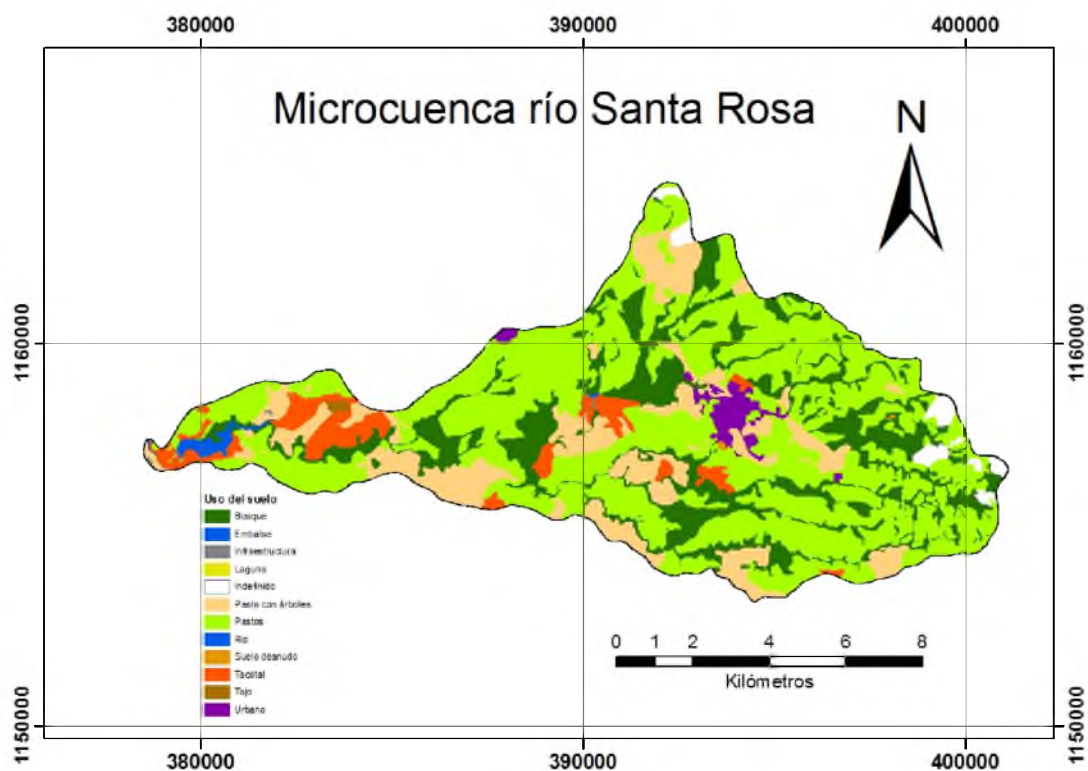 380000
390000
400000
Microcuenca río Santa Rosa
N
1160000
1160000
Uso del suelo
Bosque
Embalse
Infraestructura
Laguna
Indefinido
Pasto con árboles
Pastos
Río
Suelo desnudo
Tacotal
Tajo
Urbano
0 1 2 4 6 8
Kilómetros
1150000
1150000
380000
390000
400000